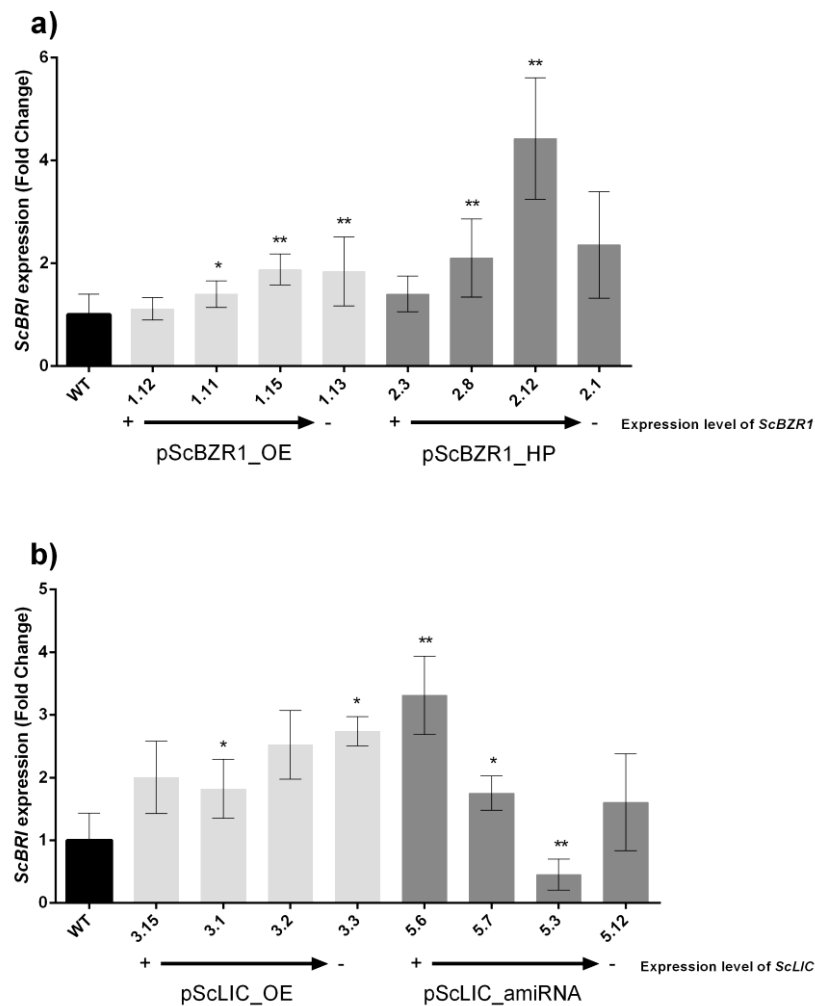 a)
ScBRI expression (Fold Change)
6
4
2
0
* ** ** ** **
WT 1.12 1.11 1.15 1.13 2.3 2.8 2.12 2.1
+ - + - Expression level of ScBZR1
pScBZR1_OE pScBZR1_HP
b)
ScBRI expression (Fold Change)
5
4
3
2
1
0
* * ** * **
WT 3.15 3.1 3.2 3.3 5.6 5.7 5.3 5.12
+ - + - Expression level of ScLIC
pScLIC_OE pScLIC_amiRNA